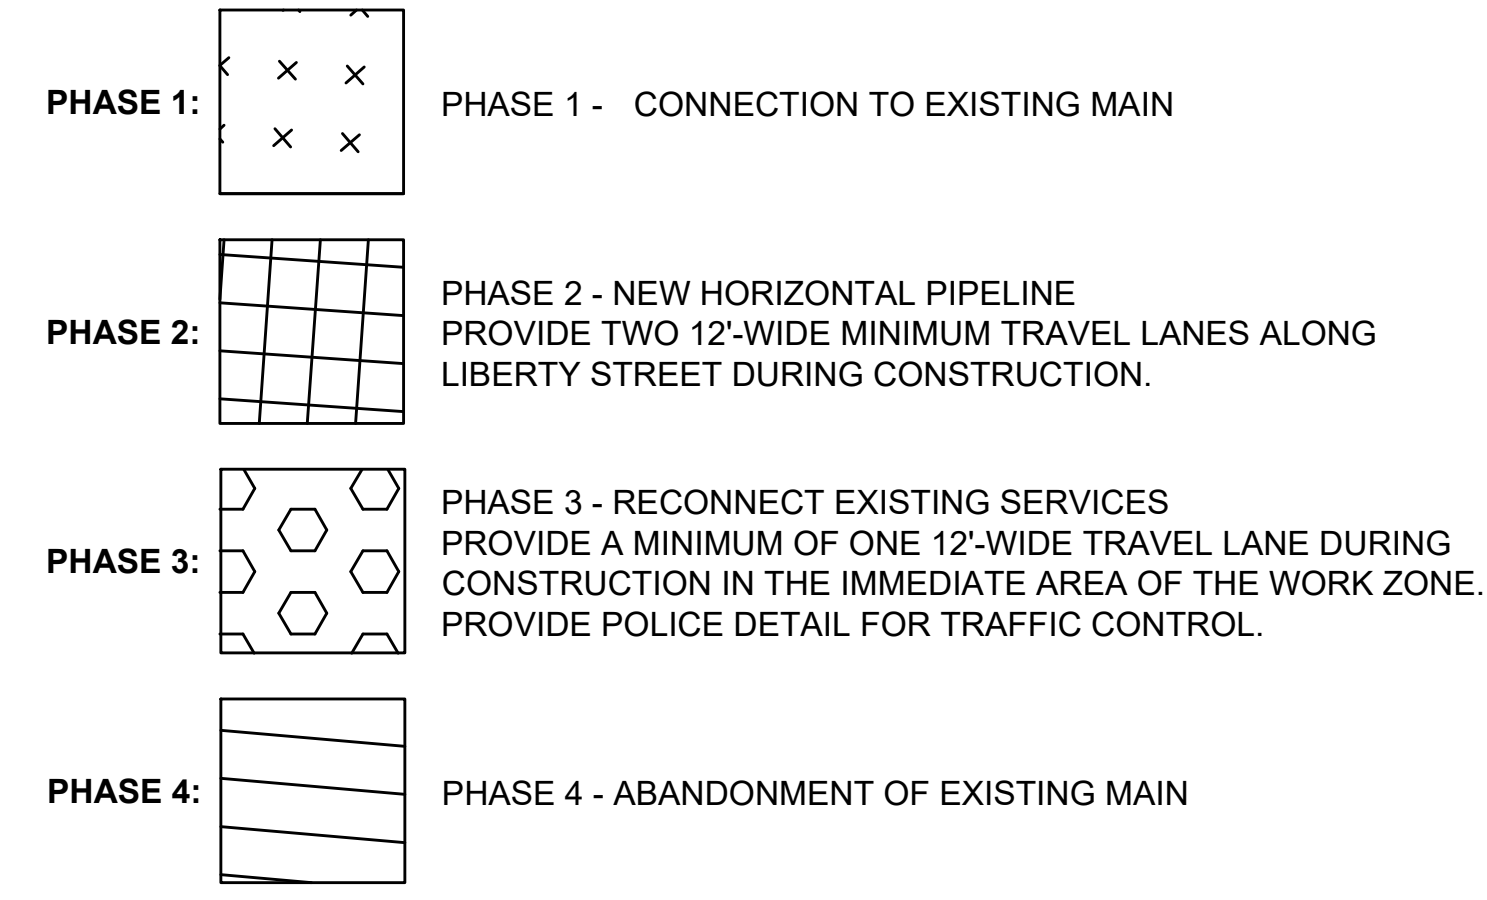 PHASE 1: PHASE 1 - CONNECTION TO EXISTING MAIN
PHASE 2 - NEW HORIZONTAL PIPELINE
PHASE 2: PROVIDE TWO 12'-WIDE MINIMUM TRAVEL LANES ALONG
LIBERTY STREET DURING CONSTRUCTION.
PHASE 3 - RECONNECT EXISTING SERVICES
PROVIDE A MINIMUM OF ONE 12'-WIDE TRAVEL LANE DURING
PHASE 3: CONSTRUCTION IN THE IMMEDIATE AREA OF THE WORK ZONE.
PROVIDE POLICE DETAIL FOR TRAFFIC CONTROL.
PHASE 4: PHASE 4 - ABANDONMENT OF EXISTING MAIN